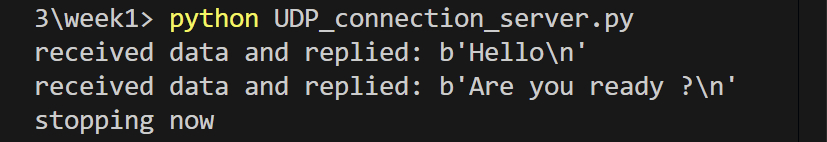 3\week1> python UDP_connection_server.py
received data and replied: b'Hello\n'
received data and replied: b'Are you ready ?\n'
stopping now